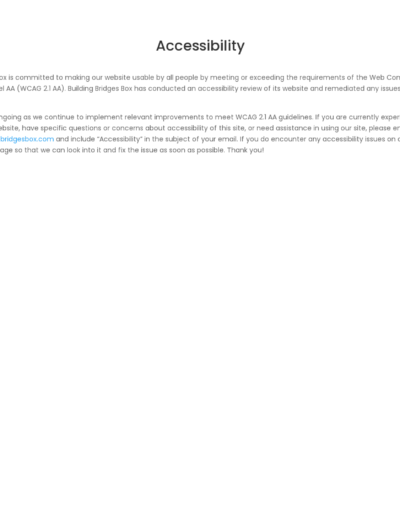 Accessibility
ox is committed to making our website usable by all people by meeting or exceeding the requirements of the Web Con
el AA (WCAG 2.1 AA). Building Bridges Box has conducted an accessibility review of its website and remediated any issues
ngoing as we continue to implement relevant improvements to meet WCAG 2.1 AA guidelines. If you are currently exper
ebsite, have specific questions or concerns about accessibility of this site, or need assistance in using our site, please en
bridgesbox.com and include “Accessibility” in the subject of your email. If you do encounter any accessibility issues on
age so that we can look into it and fix the issue as soon as possible. Thank you!